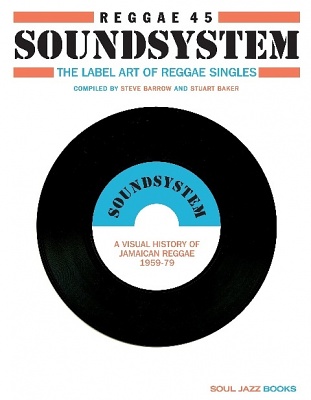 REGGAE 45
SOUNDSYSTEM
THE LABEL ART OF REGGAE SINGLES
COMPILED BY STEVE BARROW AND STUART BAKER
SOUNDSYSTEM
A VISUAL HISTORY OF
JAMAICAN REGGAE
1959-79
SOUL JAZZ BOOKS